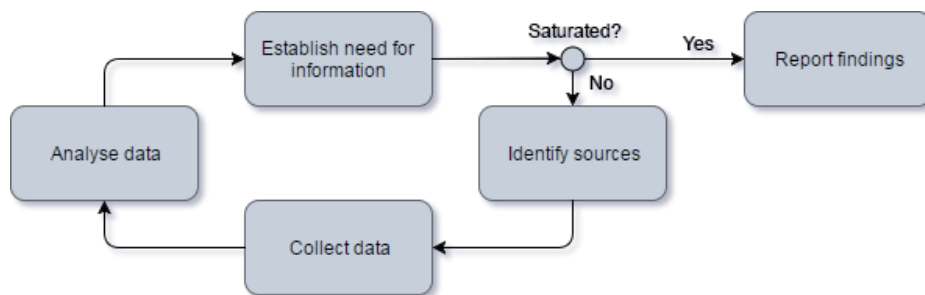 Establish need for
information
Saturated?
Yes
Report findings
No
Analyse data
Identify sources
Collect data